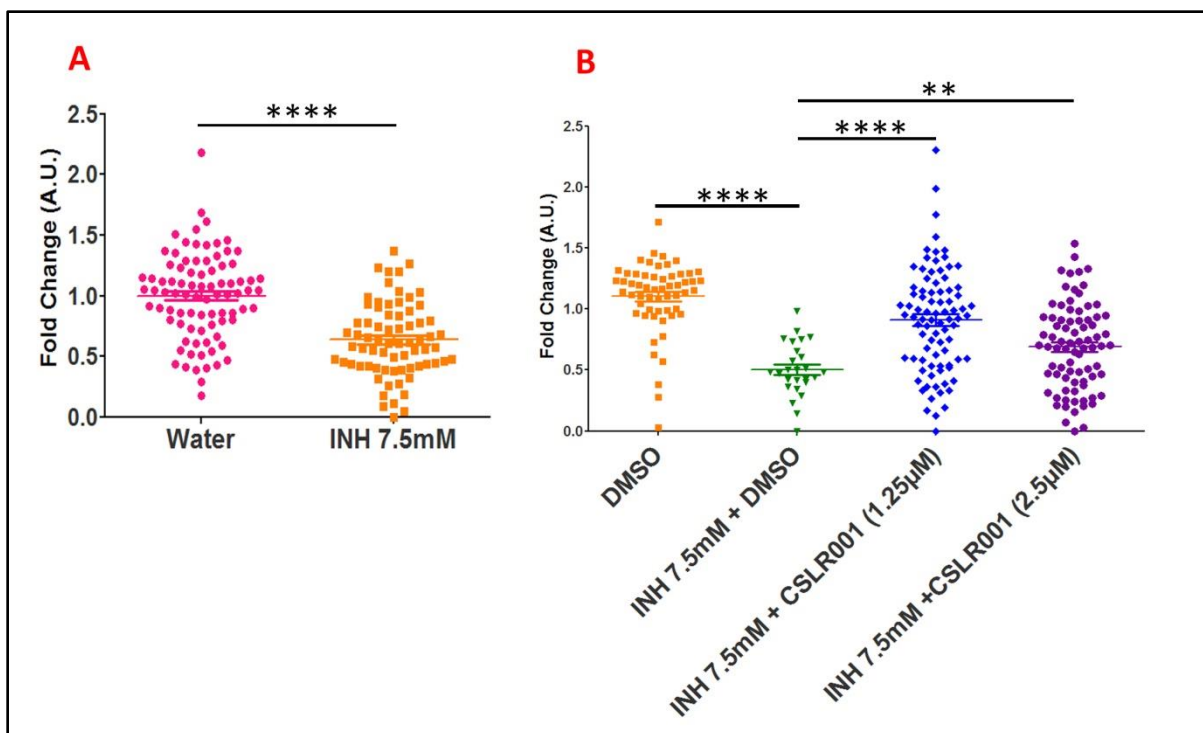 A
Fold Change (A.U.)
2.5
2.0
1.5
1.0
0.5
0.0
****
Water
INH 7.5mM
B
Fold Change (A.U.)
2.5
2.0
1.5
1.0
0.5
0.0
**
****
****
DMSO
INH 7.5mM + DMSO
INH 7.5mM + CSLR001 (1.25µM)
INH 7.5mM +CSLR001 (2.5µM)